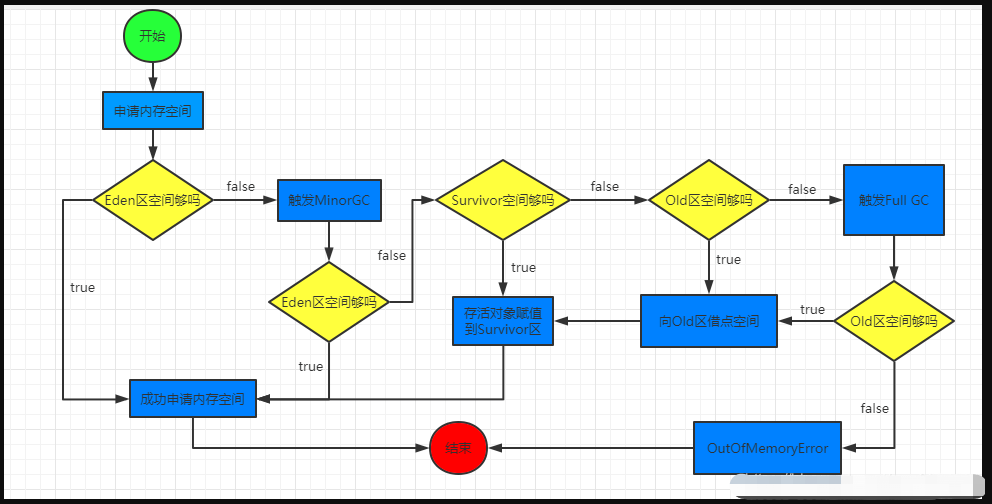 开始
申请内存空间
Eden区空间够吗
false
触发MinorGC
Survivor空间够吗
false
Old区空间够吗
false
触发Full GC
true
false
Eden区空间够吗
true
存活对象赋值
到Survivor区
true
向Old区借点空间
true
Old区空间够吗
true
成功申请内存空间
false
结束
OutOfMemoryError